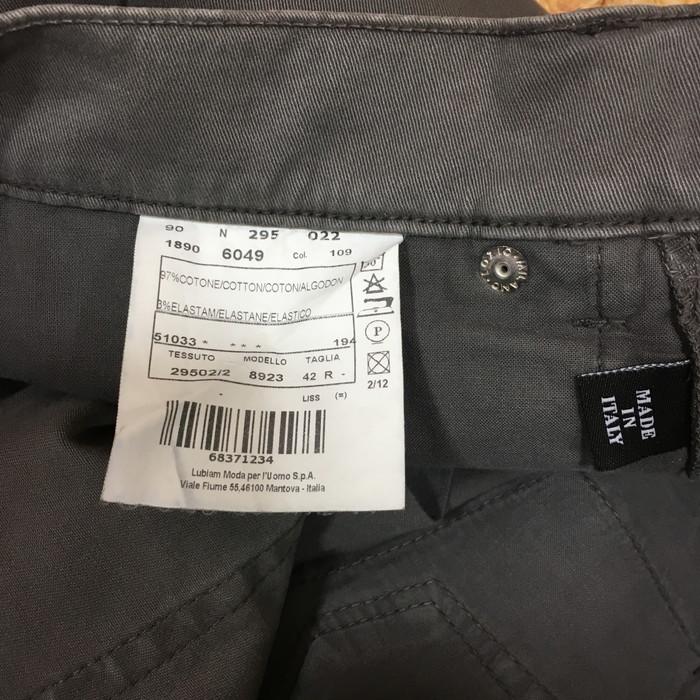 90 N 295 022
1890 6049 Col. 109
97%COTONE/COTTON/COTON/ALGODON
3%ELASTAM/ELASTANE/ELASTICO
51033 * * * * 194
TESSUTO MODELLO TAGLIA
29502/2 8923 42 R -
-
LISS (=)
68371234
Lubiam Moda per l'Uomo S.p.A.
Viale Fiume 55,46100 Mantova - Italia
30°
P
2/12
MADE
IN
ITALY